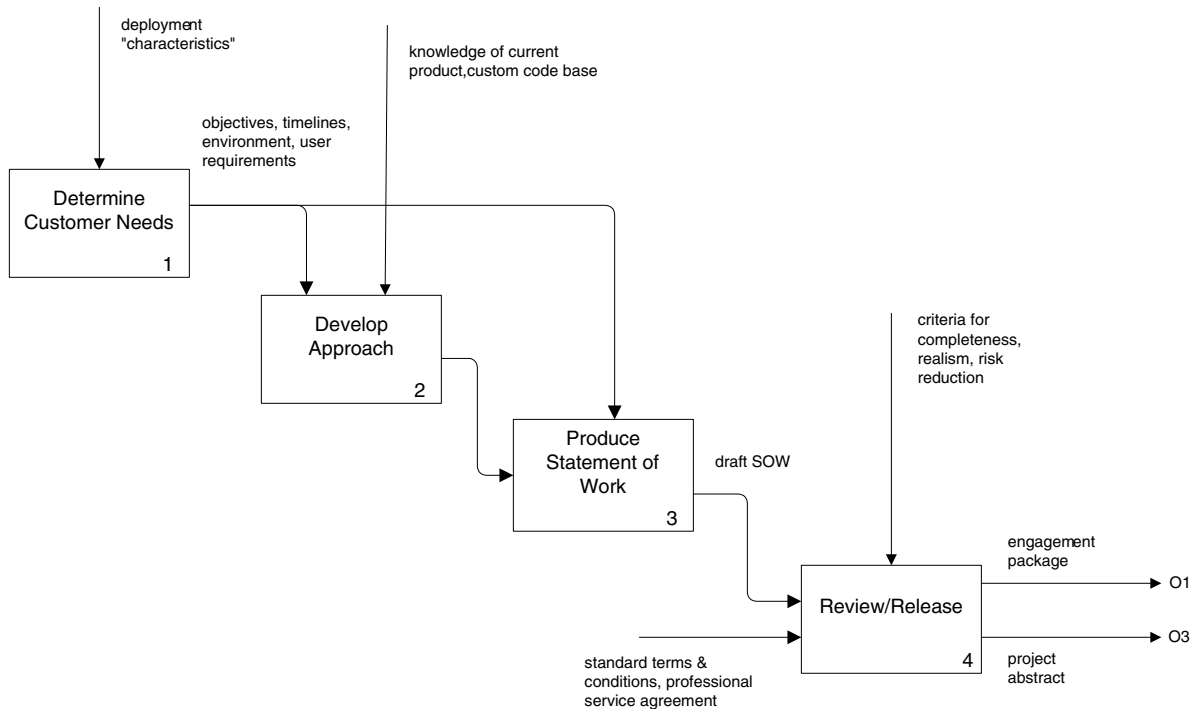 deployment
"characteristics"
knowledge of current
product,custom code base
objectives, timelines,
environment, user
requirements
Determine
Customer Needs
1
Develop
Approach
2
criteria for
completeness,
realism, risk
reduction
Produce
Statement of
Work
3
draft SOW
engagement
package
O1
Review/Release
4
O3
standard terms &
conditions, professional
service agreement
project
abstract